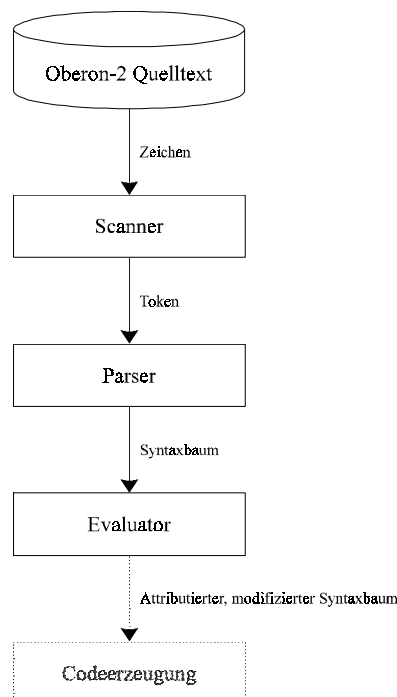 Oberon-2 Quelltext
Zeichen
Scanner
Token
Parser
Syntaxbaum
Evaluator
Attributierter, modifizierter Syntaxbaum
Codeerzeugung